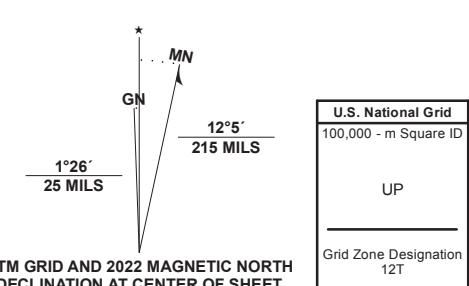 ★
MN
GN
12°5´
215 MILS
1°26´
25 MILS
TM GRID AND 2022 MAGNETIC NORTH
DECLINATION AT CENTER OF SHEET
U.S. National Grid
100,000 - m Square ID
UP
Grid Zone Designation
12T